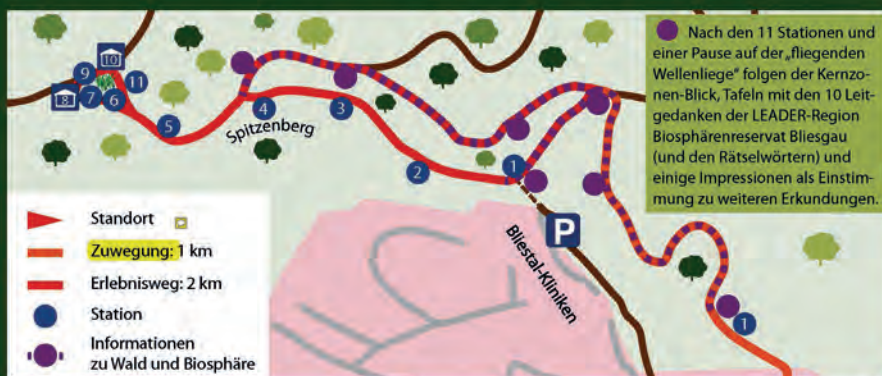 Nach den 11 Stationen und
einer Pause auf der „fliegenden
Wellenliege" folgen der Kernzo-
nen-Blick, Tafeln mit den 10 Leit-
gedanken der LEADER-Region
Biosphärenreservat Bliesgau
(und den Rätselwörtern) und
einige Impressionen als Einstim-
mung zu weiteren Erkundungen.
10
9
11
8
7
6
5
4
3
Spitzenberg
2
1
P
Bliestal-Kliniken
1
Standort
Zuwegung: 1 km
Erlebnisweg: 2 km
Station
Informationen
zu Wald und Biosphäre